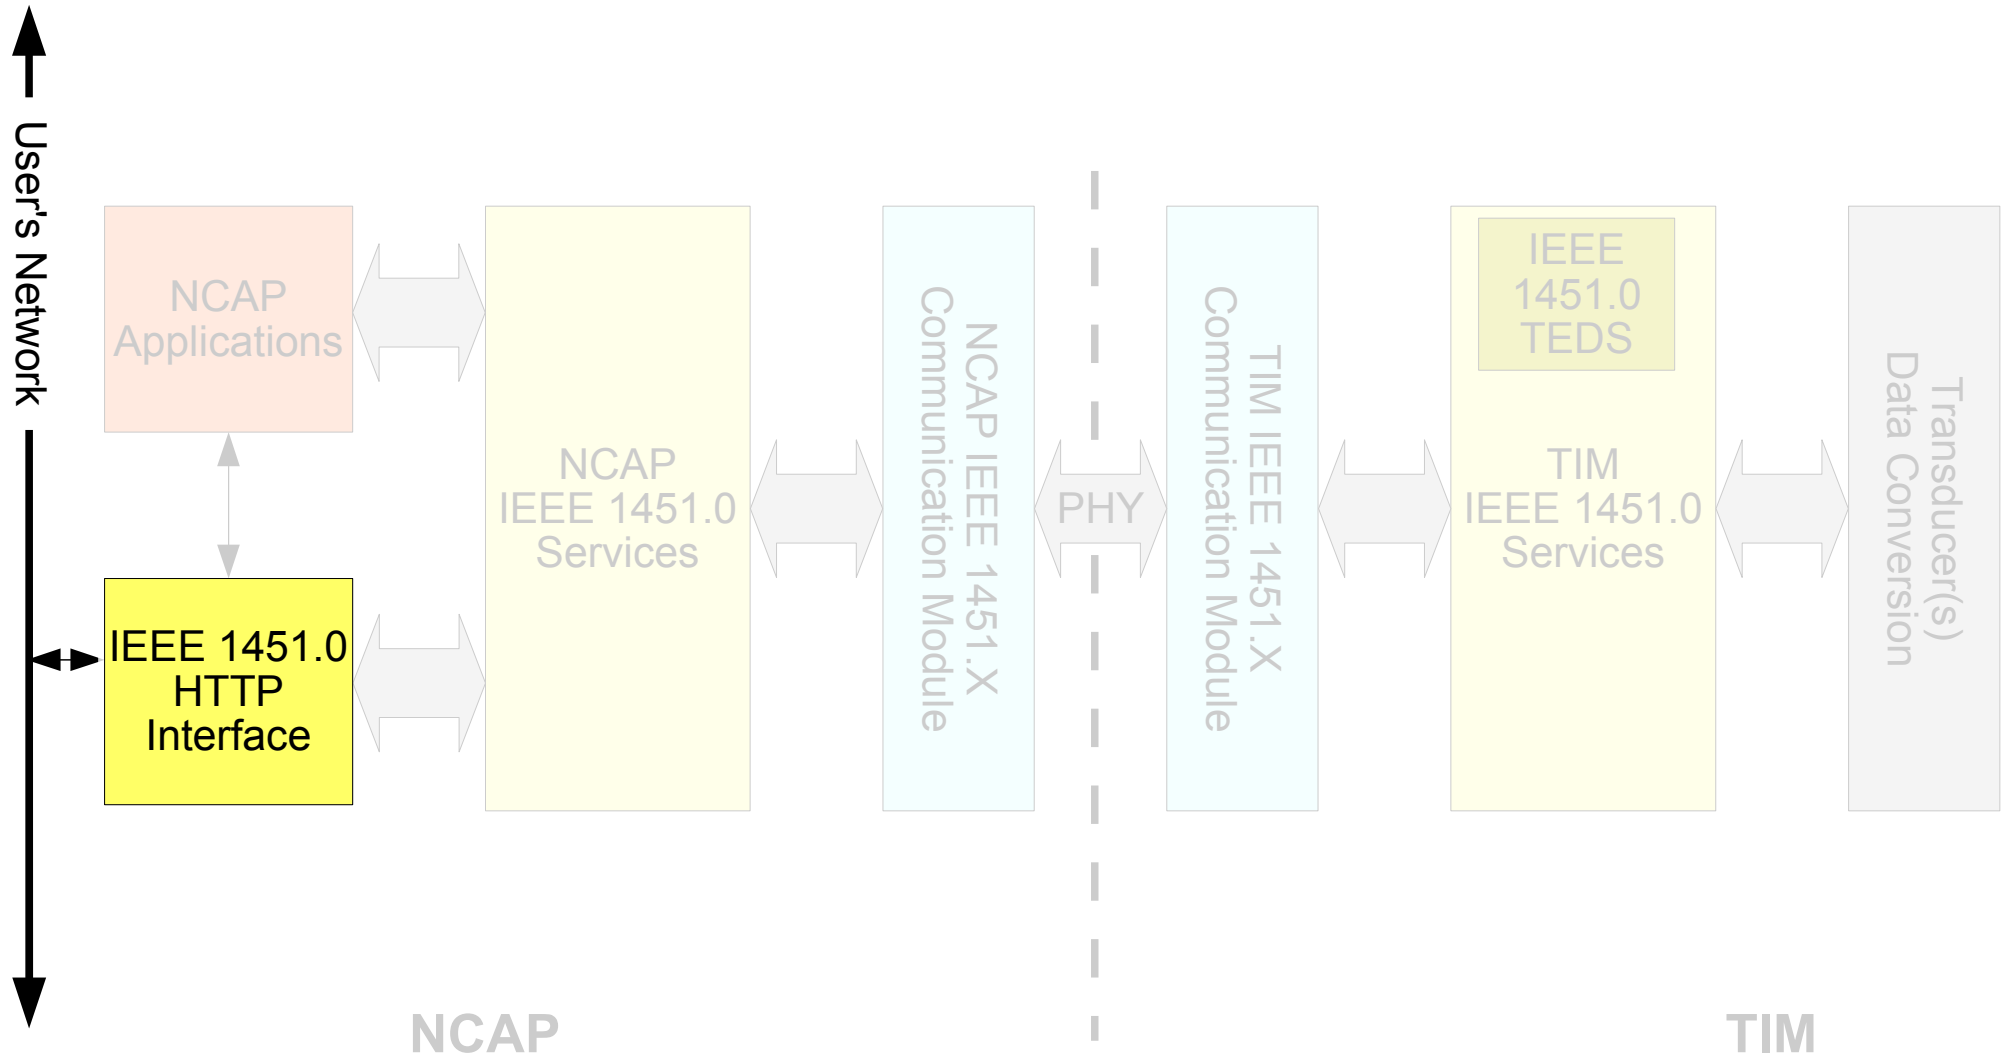 User's Network
NCAP
Applications
IEEE 1451.0
HTTP
Interface
NCAP
IEEE 1451.0
Services
NCAP IEEE 1451.X
Communication Module
PHY
TIM IEEE 1451.X
Communication Module
IEEE
1451.0
TEDS
TIM
IEEE 1451.0
Services
Transducer(s)
Data Conversion
NCAP
TIM